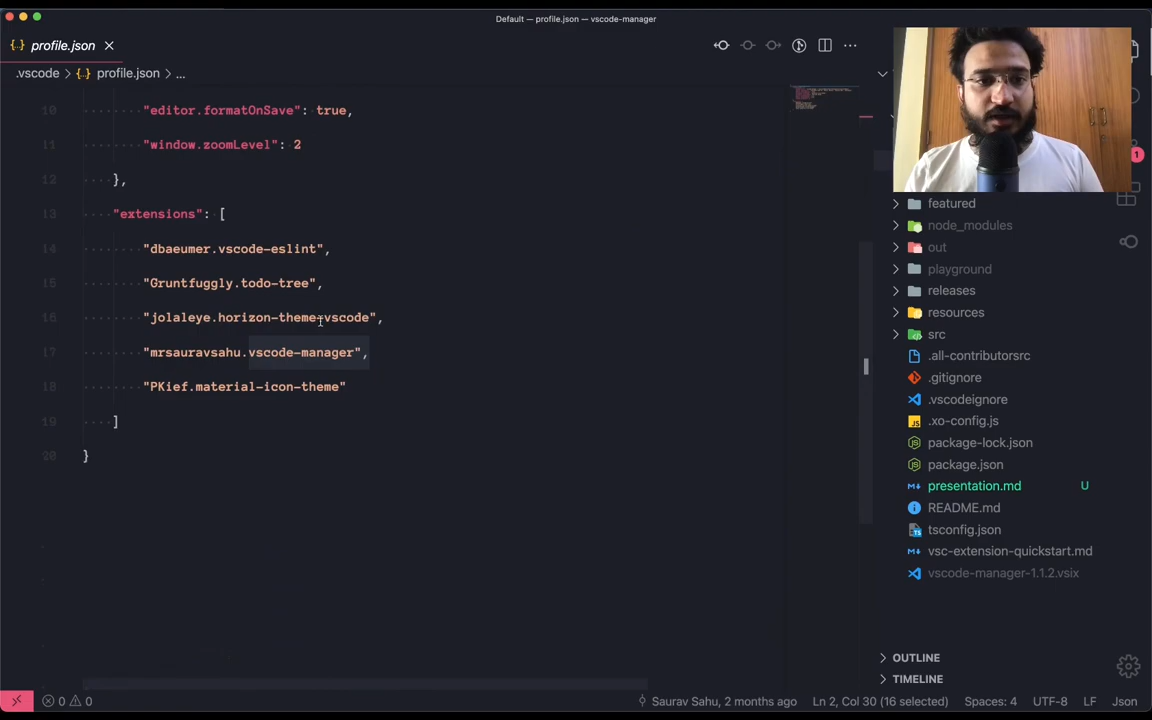 Default — profile.json — vscode-manager
{..} profile.json
.vscode > {..} profile.json > ...
10 "editor.formatOnSave": true,
11 "window.zoomLevel": 2
12 },
13 "extensions": [
14 "dbaeumer.vscode-eslint",
15 "Gruntfuggly.todo-tree",
16 "jolaleye.horizon-theme-vscode",
17 "mrsauravsahu.vscode-manager",
18 "PKief.material-icon-theme"
19 ]
20 }
1
featured
node_modules
out
playground
releases
resources
src
.all-contributorsrc
.gitignore
.vscodeignore
JS .xo-config.js
package-lock.json
package.json
presentation.md U
README.md
TS tsconfig.json
vsc-extension-quickstart.md
vscode-manager-1.1.2.vsix
OUTLINE
TIMELINE
0 0 Saurav Sahu, 2 months ago Ln 2, Col 30 (16 selected) Spaces: 4 UTF-8 LF Json